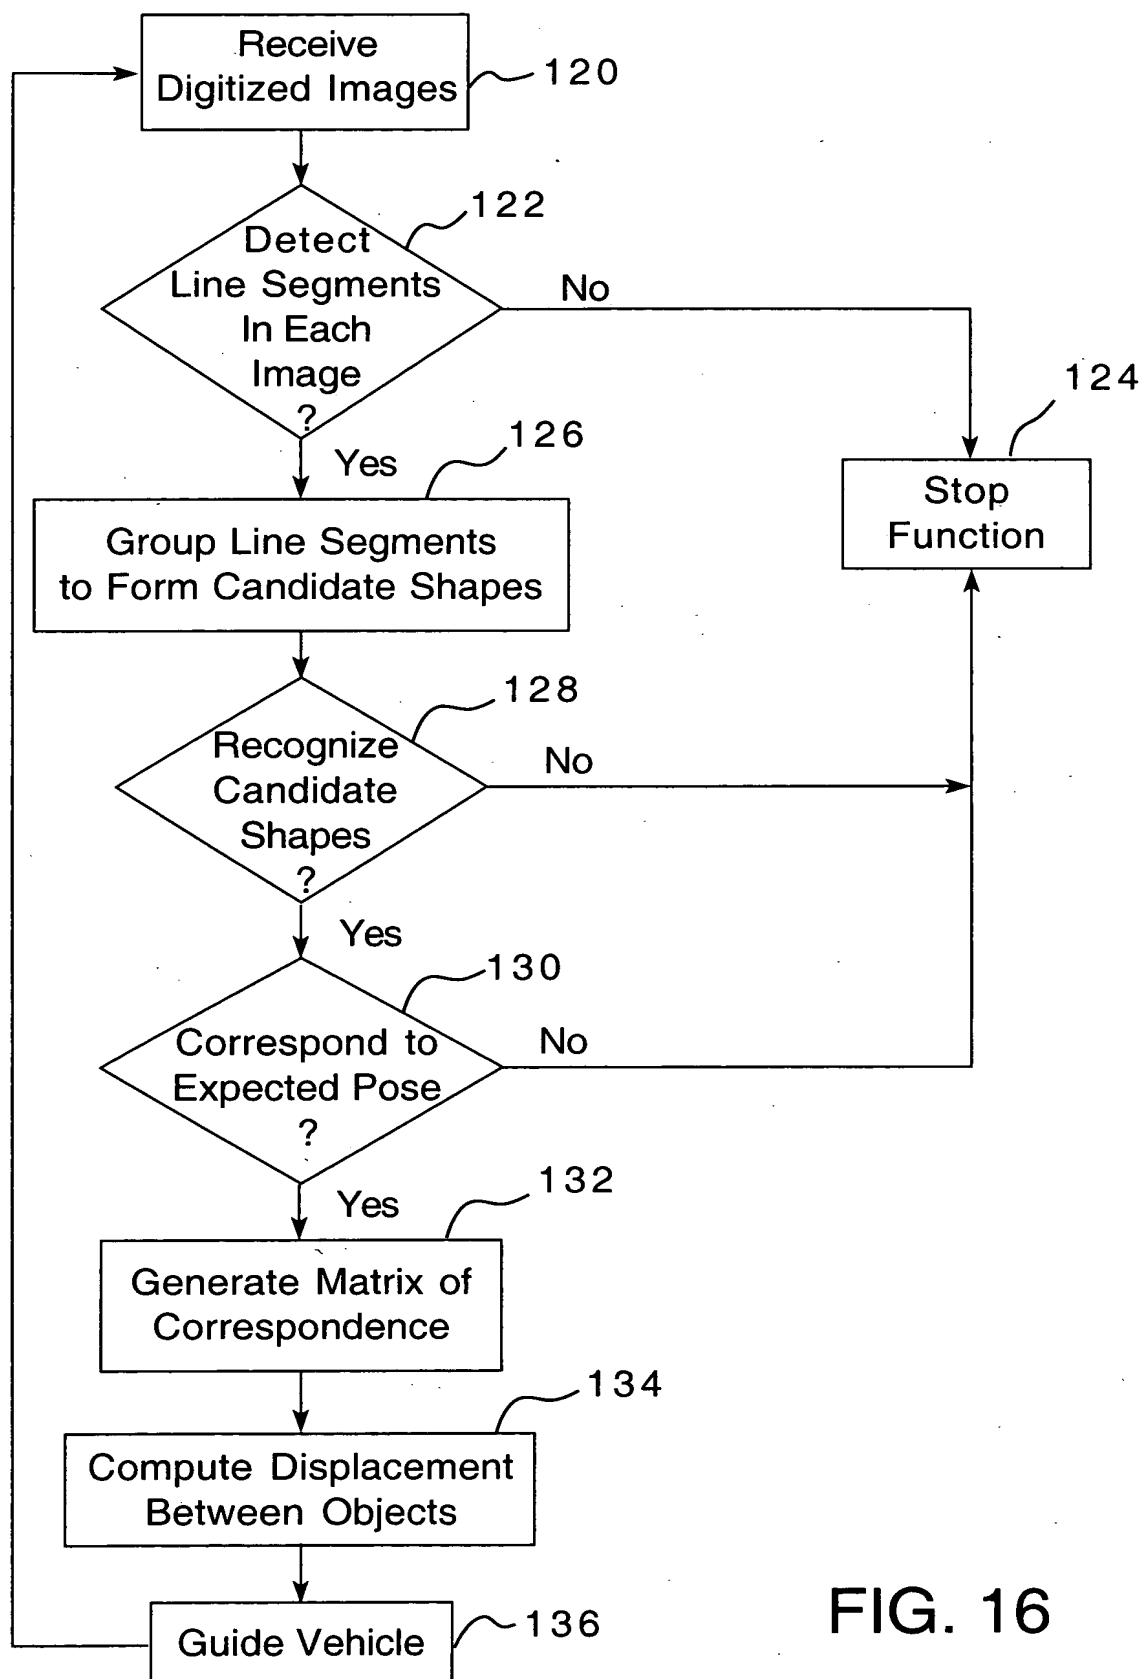 Receive
Digitized Images
120
122
Detect
Line Segments
In Each
Image
?
No
124
Stop
Function
Yes
126
Group Line Segments
to Form Candidate Shapes
128
Recognize
Candidate
Shapes
?
No
Yes
130
Correspond to
Expected Pose
?
No
Yes
132
Generate Matrix of
Correspondence
134
Compute Displacement
Between Objects
Guide Vehicle
136
FIG. 16